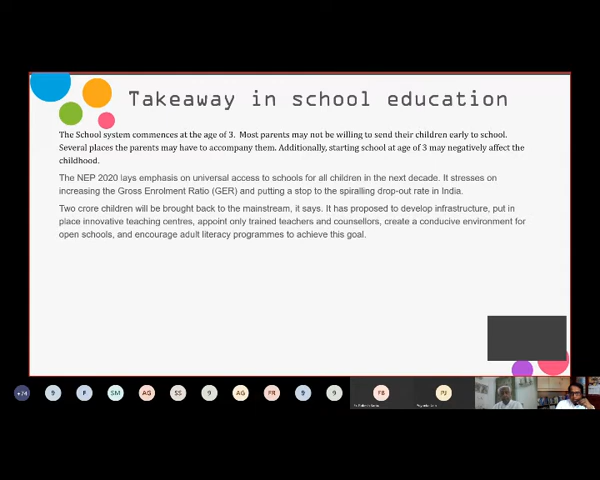 Takeaway in school education
The School system commences at the age of 3.  Most parents may not be willing to send their children early to school.
Several places the parents may have to accompany them. Additionally, starting school at age of 3 may negatively affect the
childhood.
The NEP 2020 lays emphasis on universal access to schools for all children in the next decade. It stresses on
increasing the Gross Enrolment Ratio (GER) and putting a stop to the spiralling drop-out rate in India.
Two crore children will be brought back to the mainstream, it says. It has proposed to develop infrastructure, put in
place innovative teaching centres, appoint only trained teachers and counsellors, create a conducive environment for
open schools, and encourage adult literacy programmes to achieve this goal.
+74 9 P SM AG SS 9 AG PR 9 9 FB PJ